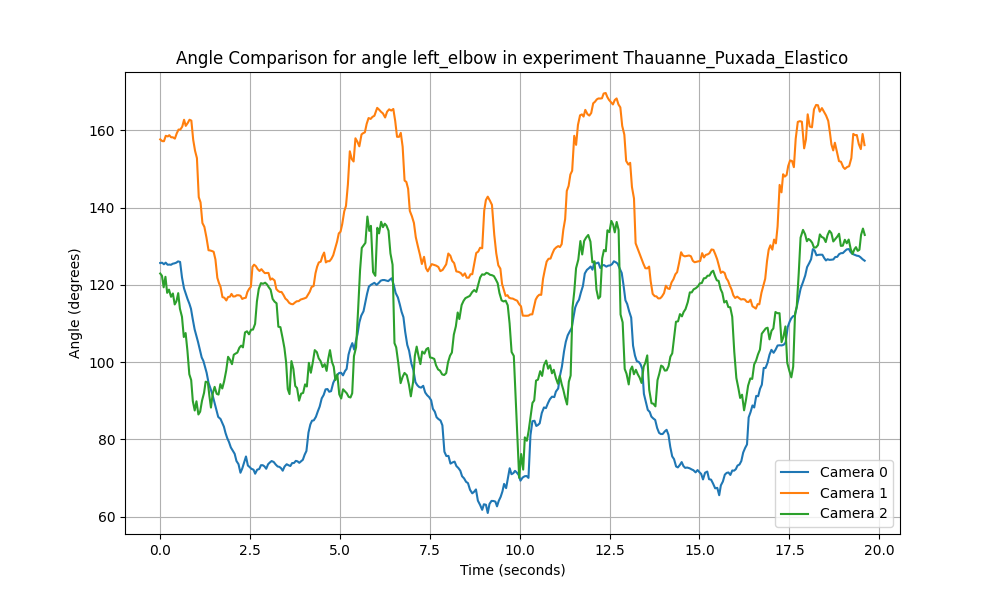 Angle Comparison for angle left_elbow in experiment Thauanne_Puxada_Elastico
Angle (degrees)
160
140
120
100
80
60
0.0 2.5 5.0 7.5 10.0 12.5 15.0 17.5 20.0
Time (seconds)
Camera 0
Camera 1
Camera 2